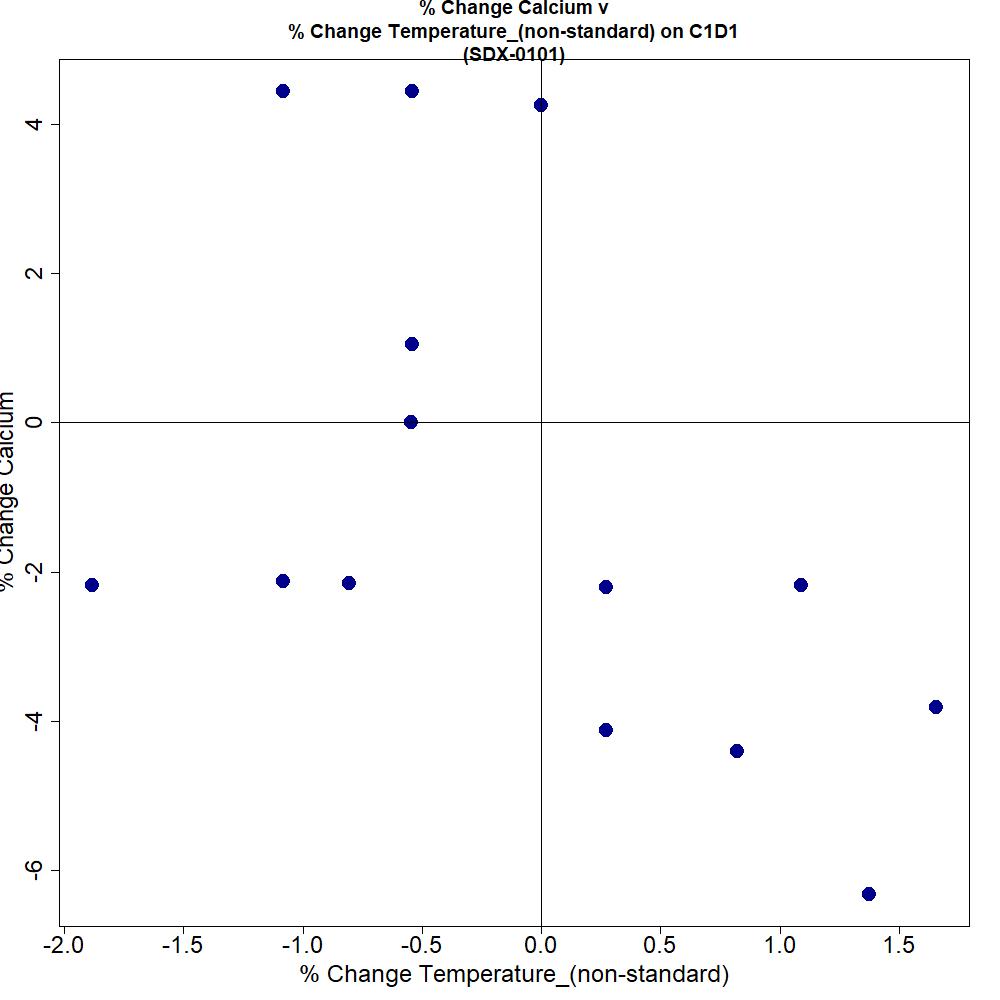 % Change Calcium v
% Change Temperature_(non-standard) on C1D1
(SDX-0101)
% Change Calcium
4
2
0
-2
-4
-6
-2.0 -1.5 -1.0 -0.5 0.0 0.5 1.0 1.5
% Change Temperature_(non-standard)